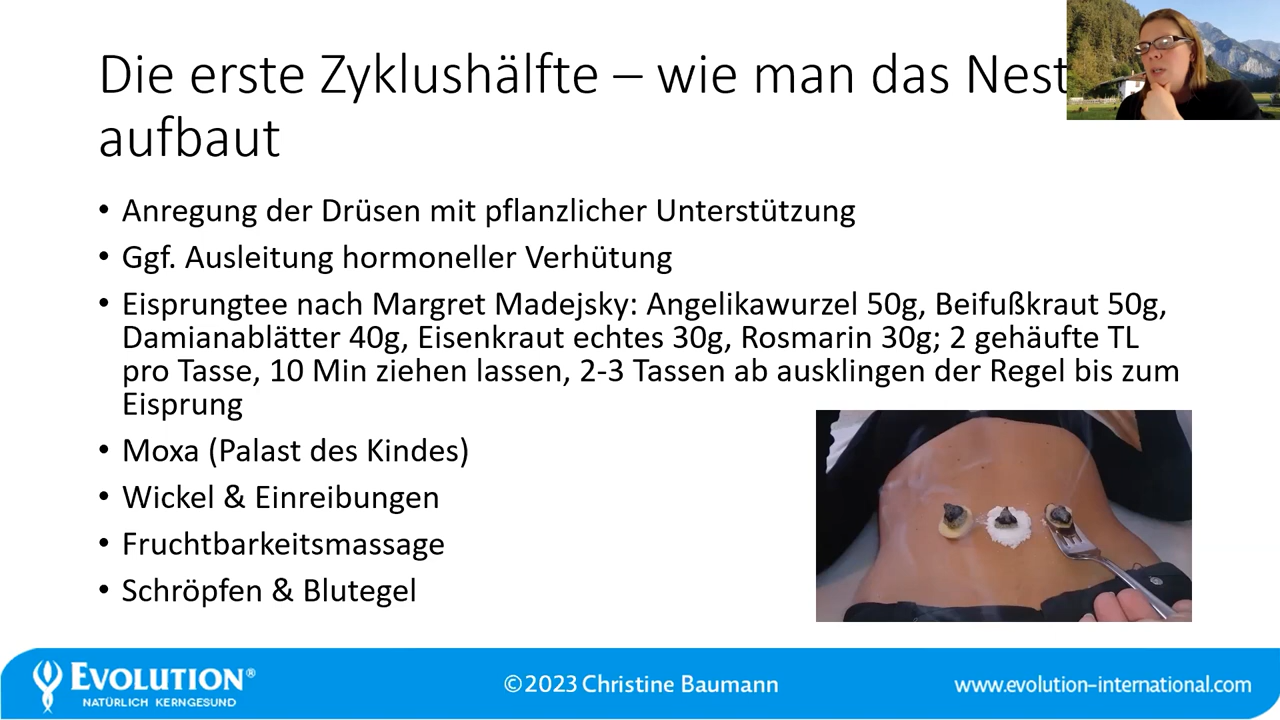 Die erste Zyklushälfte – wie man das Nest
aufbaut
• Anregung der Drüsen mit pflanzlicher Unterstützung
• Ggf. Ausleitung hormoneller Verhütung
• Eisprungtee nach Margret Madejsky: Angelikawurzel 50g, Beifußkraut 50g,
Damianablätter 40g, Eisenkraut echtes 30g, Rosmarin 30g; 2 gehäufte TL
pro Tasse, 10 Min ziehen lassen, 2-3 Tassen ab ausklingen der Regel bis zum
Eisprung
• Moxa (Palast des Kindes)
• Wickel & Einreibungen
• Fruchtbarkeitsmassage
• Schröpfen & Blutegel
EVOLUTION®
NATÜRLICH KERNGESUND
©2023 Christine Baumann
www.evolution-international.com